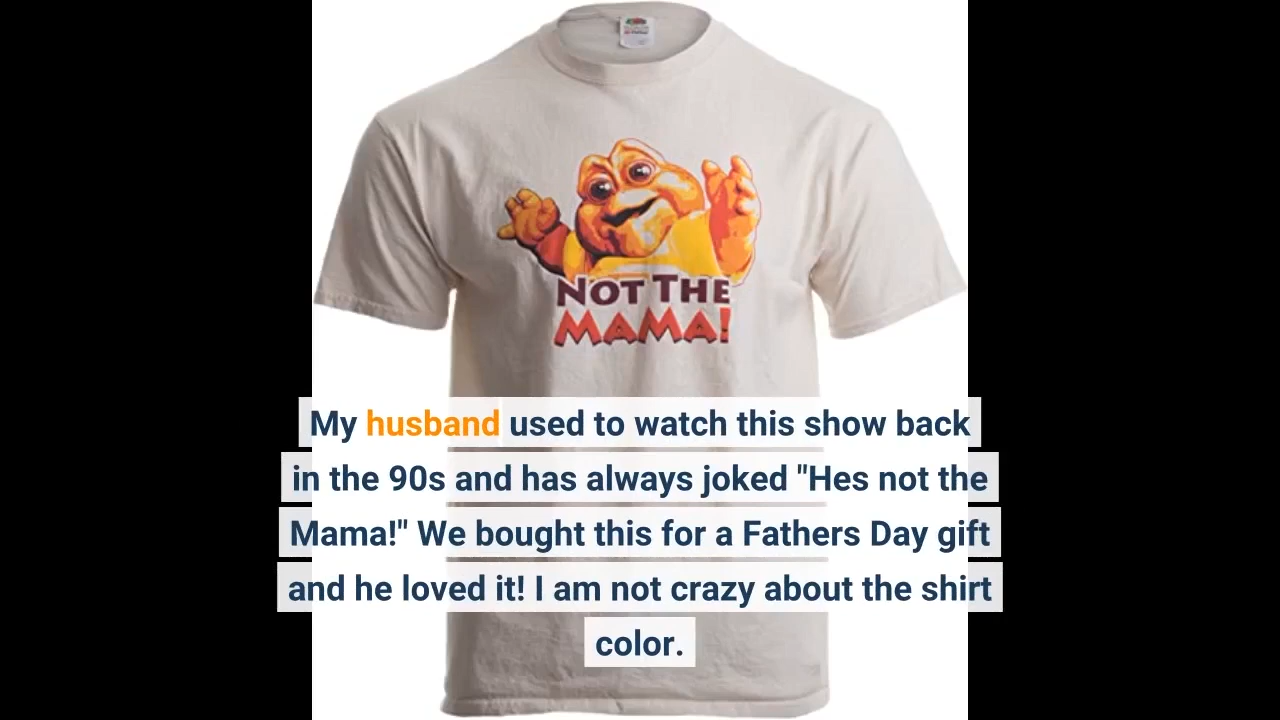 NOT THE
MAMA!
My husband used to watch this show back
in the 90s and has always joked "Hes not the
Mama!" We bought this for a Fathers Day gift
and he loved it! I am not crazy about the shirt
color.